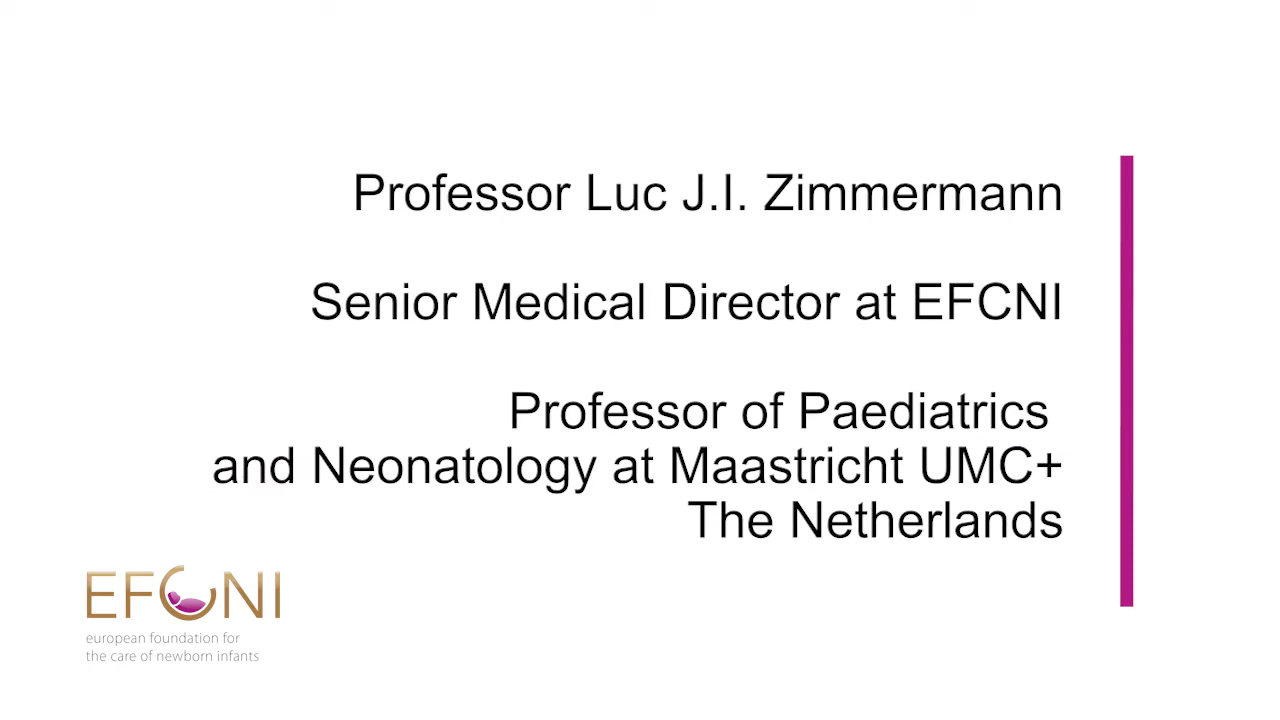 Professor Luc J.I. Zimmermann
Senior Medical Director at EFCNI
Professor of Paediatrics
and Neonatology at Maastricht UMC+
The Netherlands
EFCNI
european foundation for
the care of newborn infants